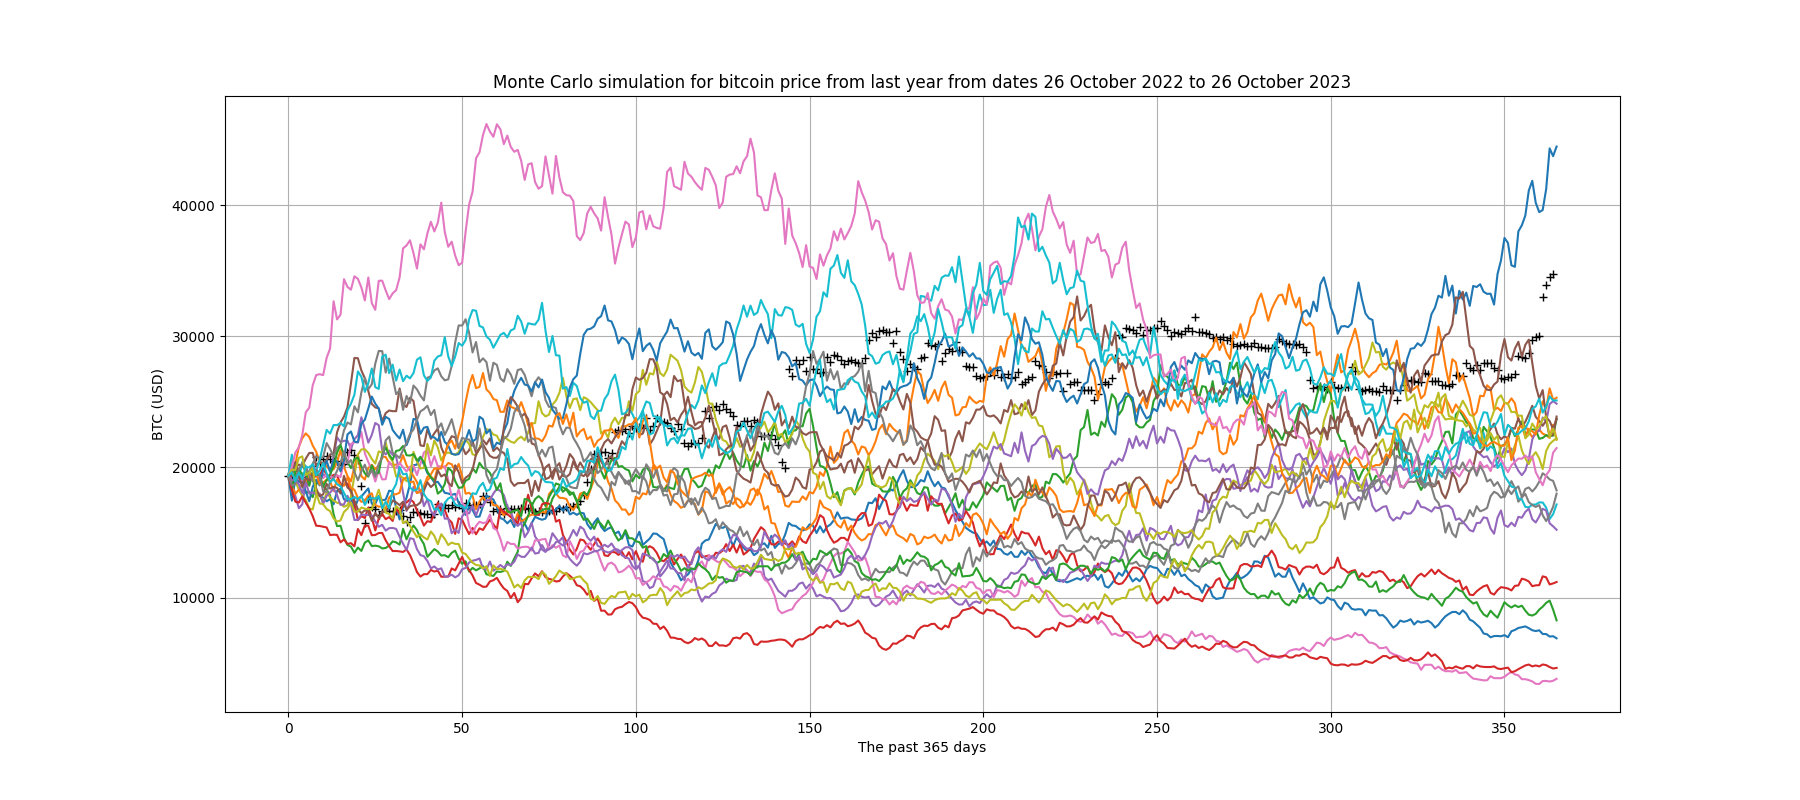 Monte Carlo simulation for bitcoin price from last year from dates 26 October 2022 to 26 October 2023
BTC (USD)
40000
30000
20000
10000
0 50 100 150 200 250 300 350
The past 365 days